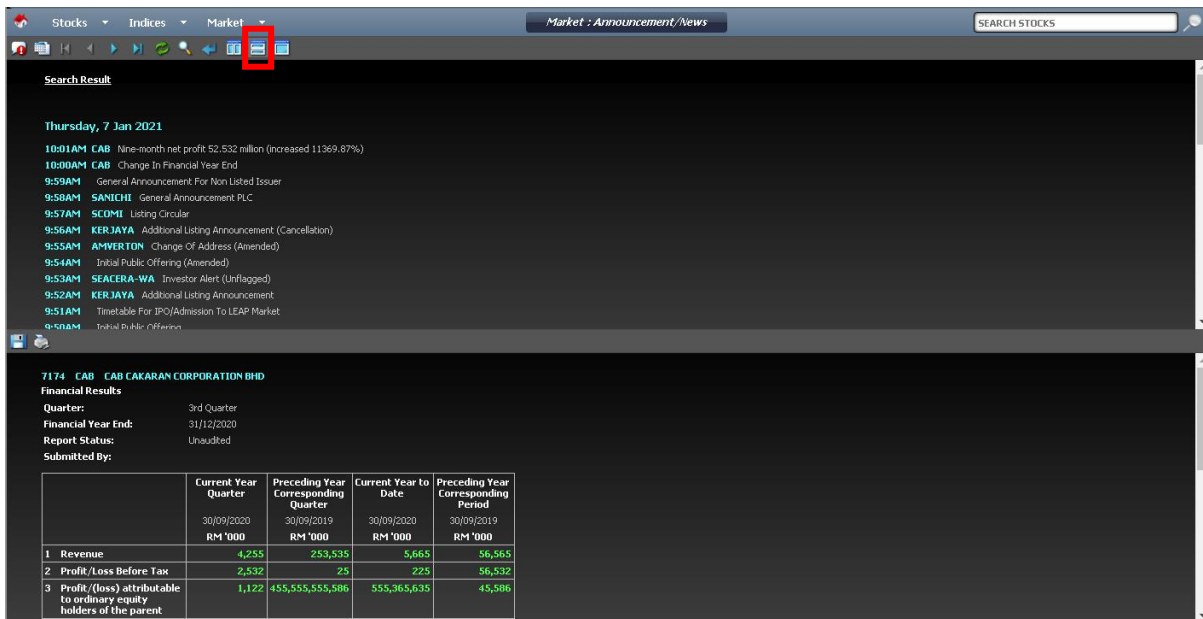 Stocks Indices Market Market : Announcement/News SEARCH STOCKS
Search Result
Thursday, 7 Jan 2021
10:01AM CAB Nine-month net profit 52.532 million (increased 11369.87%)
10:00AM CAB Change In Financial Year End
9:59AM General Announcement For Non Listed Issuer
9:58AM SANICHI General Announcement PLC
9:57AM SCOMI Listing Circular
9:56AM KERJAYA Additional Listing Announcement (Cancellation)
9:55AM AMVERTON Change Of Address (Amended)
9:54AM Initial Public Offering (Amended)
9:53AM SEACERA-WA Investor Alert (Unflagged)
9:52AM KERJAYA Additional Listing Announcement
9:51AM Timetable For IPO/Admission To LEAP Market
9:50AM Initial Public Offering
7174 CAB CAB CAKARAN CORPORATION BHD
Financial Results
Quarter: 3rd Quarter
Financial Year End: 31/12/2020
Report Status: Unaudited
Submitted By:
Current Year Preceding Year Current Year to Preceding Year
Quarter Corresponding Date Corresponding
Quarter Period
30/09/2020 30/09/2019 30/09/2020 30/09/2019
RM '000 RM '000 RM '000 RM '000
1 Revenue 4,255 253,535 5,665 56,565
2 Profit/Loss Before Tax 2,532 25 225 56,532
3 Profit/(loss) attributable 1,122 455,555,555,586 555,365,635 45,586
to ordinary equity
holders of the parent